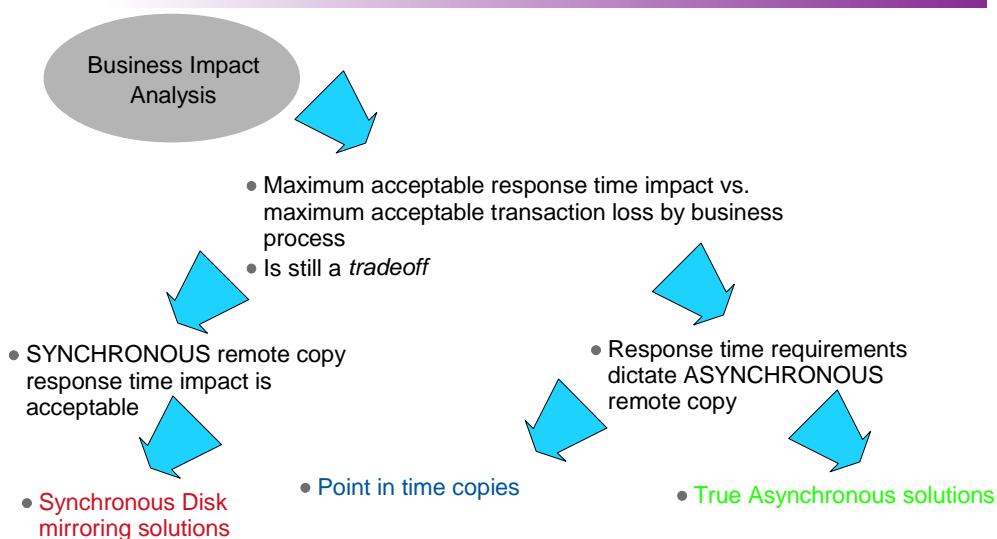 Business Impact
Analysis
Maximum acceptable response time impact vs.
maximum acceptable transaction loss by business
process
Is still a tradeoff
SYNCHRONOUS remote copy
response time impact is
acceptable
Response time requirements
dictate ASYNCHRONOUS
remote copy
Synchronous Disk
mirroring solutions
Point in time copies
True Asynchronous solutions